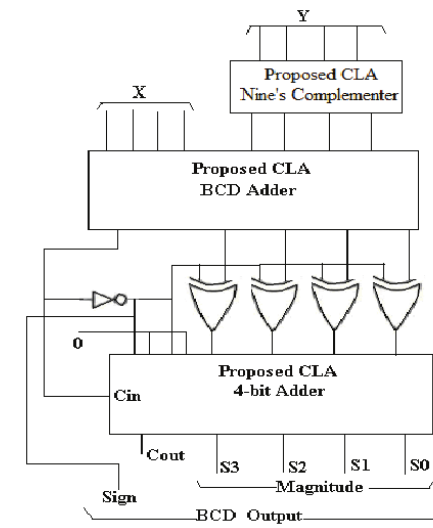 Y
Proposed CLA
Nine's Complementer
X
Proposed CLA
BCD Adder
0
Proposed CLA
4-bit Adder
Cin
Cout
S3
S2
S1
S0
Magnitude
Sign
BCD Output